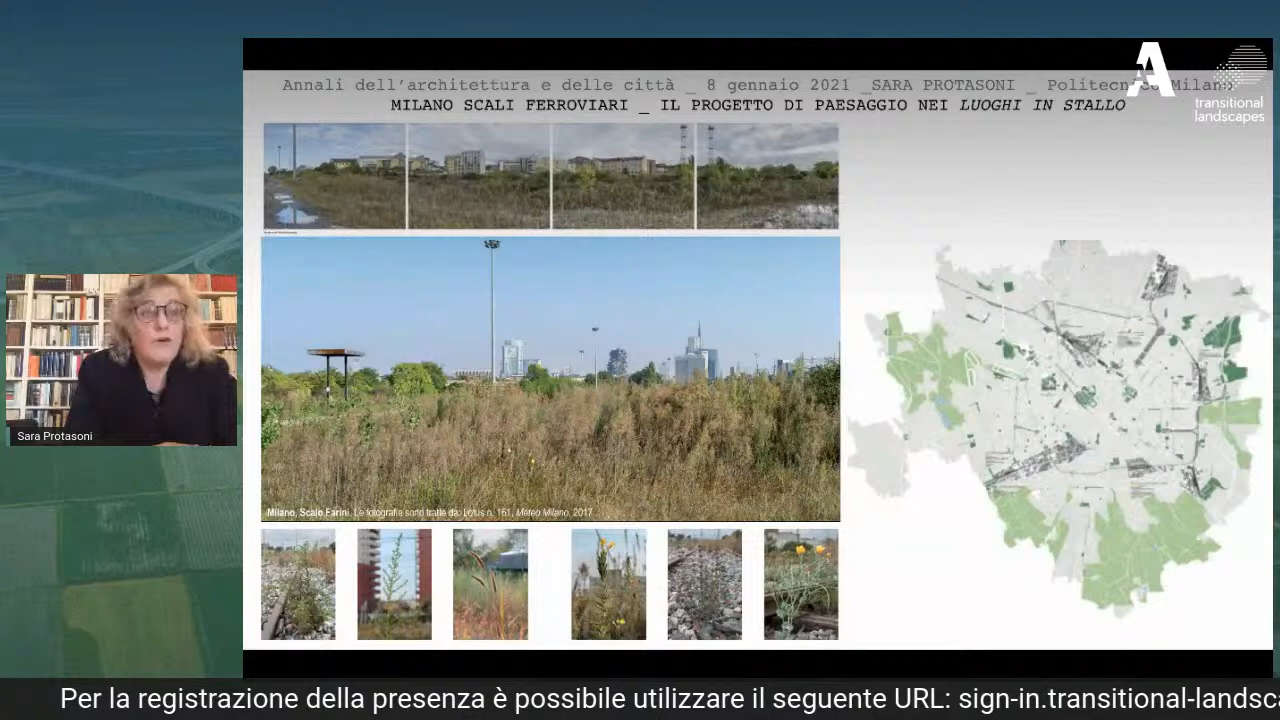 Annali dell'architettura e delle città _ 8 gennaio 2021 _SARA PROTASONI _ Politecnico Milano
MILANO SCALI FERROVIARI _ IL PROGETTO DI PAESAGGIO NEI LUOGHI IN STALLO
A
transitional
landscapes
Sara Protasoni
Milano, Scalo Farini. Le fotografie sono tratte da: Lotus n. 161, Meteo Milano, 2017
Per la registrazione della presenza è possibile utilizzare il seguente URL: sign-in.transitional-landsca